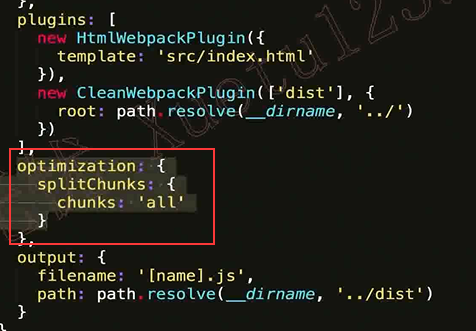 },
plugins: [
new HtmlWebpackPlugin({
template: 'src/index.html'
}),
new CleanWebpackPlugin(['dist'], {
root: path.resolve(__dirname, '../')
})
],
optimization: {
splitChunks: {
chunks: 'all'
}
},
output: {
filename: '[name].js',
path: path.resolve(__dirname, '../dist')
}
}